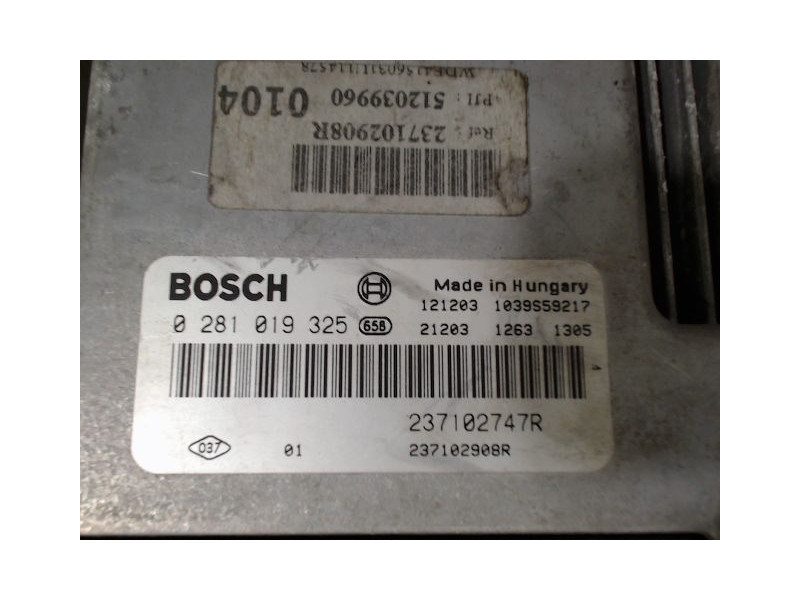 Ref : 237102908R
PJI : 512039960
0104
BOSCH
Made in Hungary
121203 1039S59217
0 281 019 325 658
21203 1263 1305
237102747R
037 01 237102908R